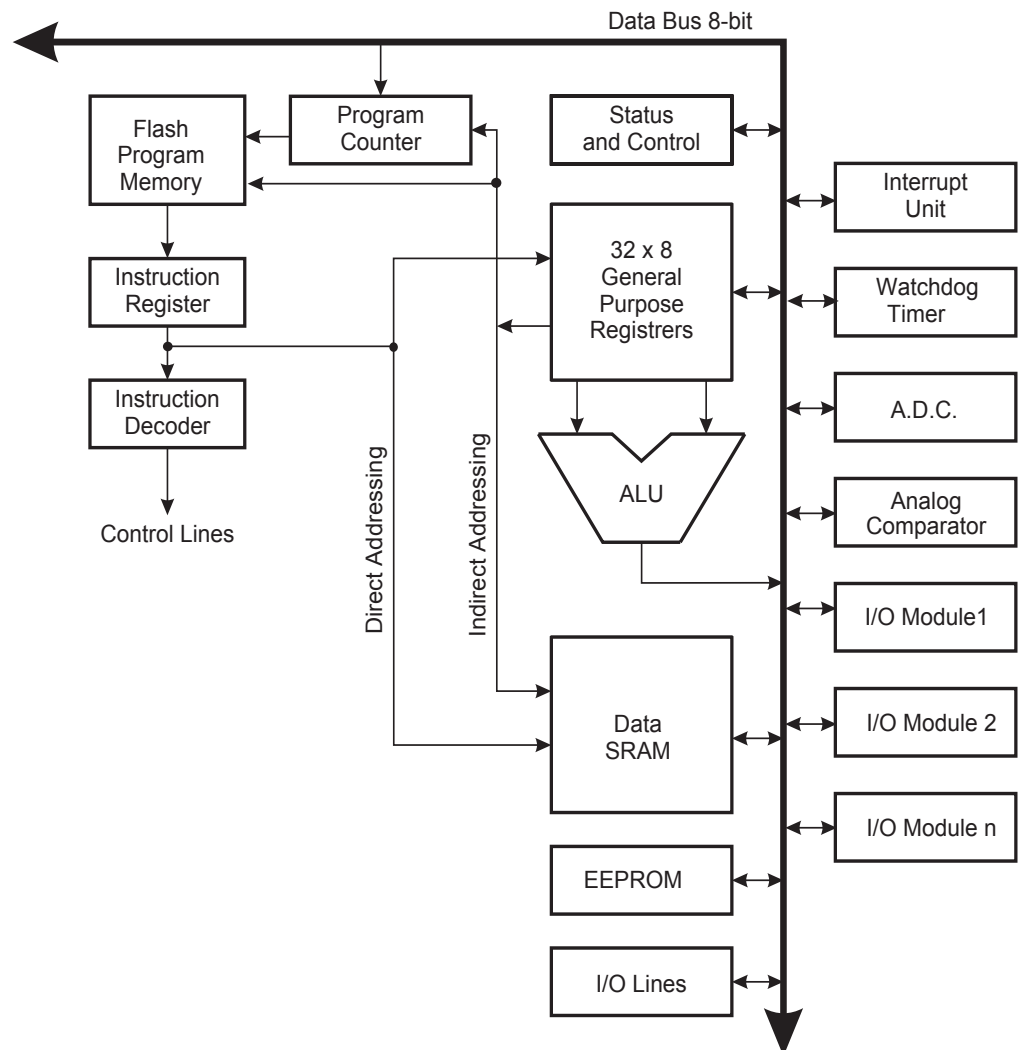 Data Bus 8-bit
Flash
Program
Memory
Program
Counter
Status
and Control
Interrupt
Unit
32 x 8
General
Purpose
Registrers
Instruction
Register
Watchdog
Timer
Instruction
Decoder
A.D.C.
Direct Addressing
Indirect Addressing
ALU
Analog
Comparator
Control Lines
I/O Module1
Data
SRAM
I/O Module 2
I/O Module n
EEPROM
I/O Lines